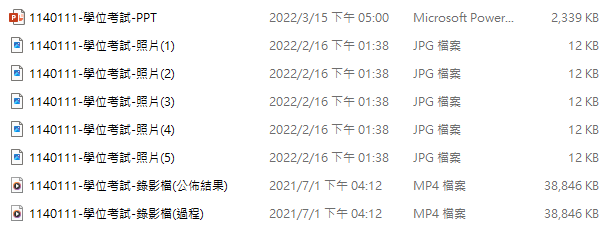 1140111-學位考試-PPT 2022/3/15 下午 05:00 Microsoft Power... 2,339 KB
1140111-學位考試-照片(1) 2022/2/16 下午 01:38 JPG 檔案 12 KB
1140111-學位考試-照片(2) 2022/2/16 下午 01:38 JPG 檔案 12 KB
1140111-學位考試-照片(3) 2022/2/16 下午 01:38 JPG 檔案 12 KB
1140111-學位考試-照片(4) 2022/2/16 下午 01:38 JPG 檔案 12 KB
1140111-學位考試-照片(5) 2022/2/16 下午 01:38 JPG 檔案 12 KB
1140111-學位考試-錄影檔(公佈結果) 2021/7/1 下午 04:12 MP4 檔案 38,846 KB
1140111-學位考試-錄影檔(過程) 2021/7/1 下午 04:12 MP4 檔案 38,846 KB